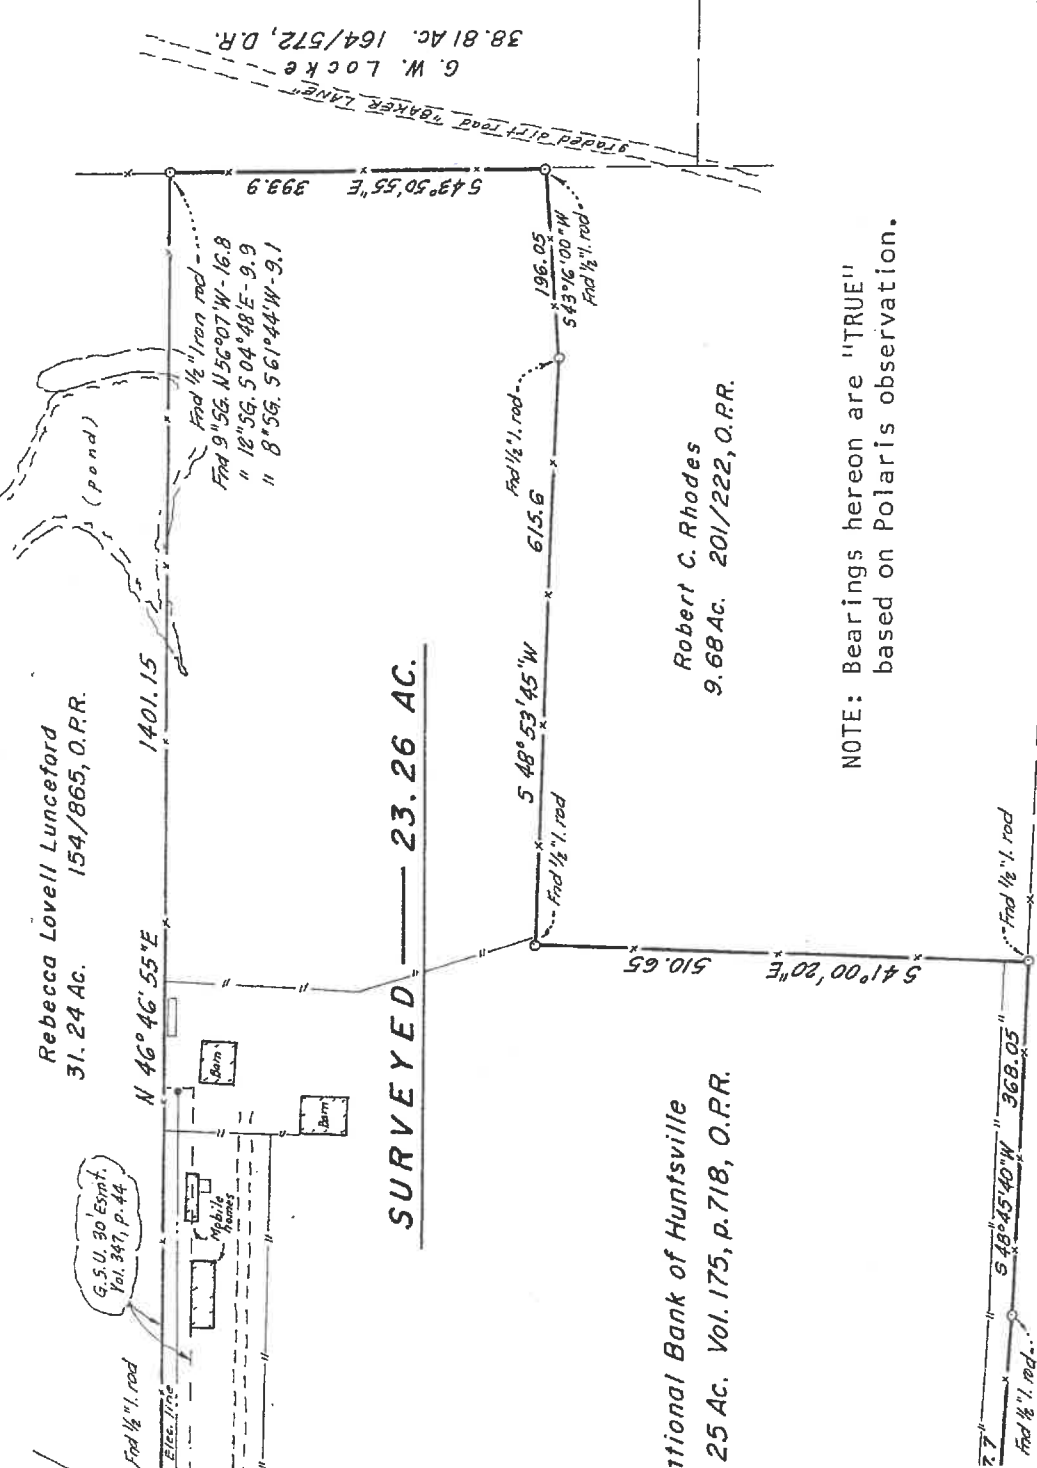 38.81 Ac. 164/572, D.R.
G. W. Locke
graded dirt road "BAKER LANE"
S43°50'55"E 393.9
Fnd 1/2" Iron rod
Fnd 9"SG. N56°07'W-16.8
" 12"SG. S04°48'E-9.9
" 8"SG. S61°44'W-9.1
196.05
S43°16'00"W
Fnd 1/2" I. rod
(pond)
Fnd 1/2" I. rod
S 48°53'45"W 615.6
Robert C. Rhodes
9.68 Ac. 201/222, O.P.R.
NOTE: Bearings hereon are "TRUE"
based on Polaris observation.
Rebecca Lovell Lunceford
31.24 Ac. 154/865, O.P.R.
N 46°46'55"E 1401.15
SURVEYED — 23.26 AC.
Fnd 1/2" I. rod
S41°00'20"E 510.65
Fnd 1/2" I. rod
Barn
Barn
Mobile
homes
G.S.U. 30' Esmt.
Vol. 347, p. 44
Fnd 1/2" I. rod
Elec. line
ational Bank of Huntsville
25 Ac. Vol. 175, p. 718, O.P.R.
S 48°45'40"W 368.05
Fnd 1/2" I. rod
7.7